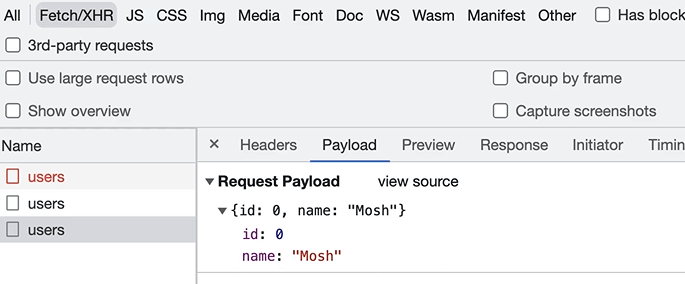 All Fetch/XHR JS CSS Img Media Font Doc WS Wasm Manifest Other Has block
3rd-party requests
Use large request rows Group by frame
Show overview Capture screenshots
Name × Headers Payload Preview Response Initiator Timin
users
users
users
▼Request Payload view source
▼{id: 0, name: "Mosh"}
id: 0
name: "Mosh"